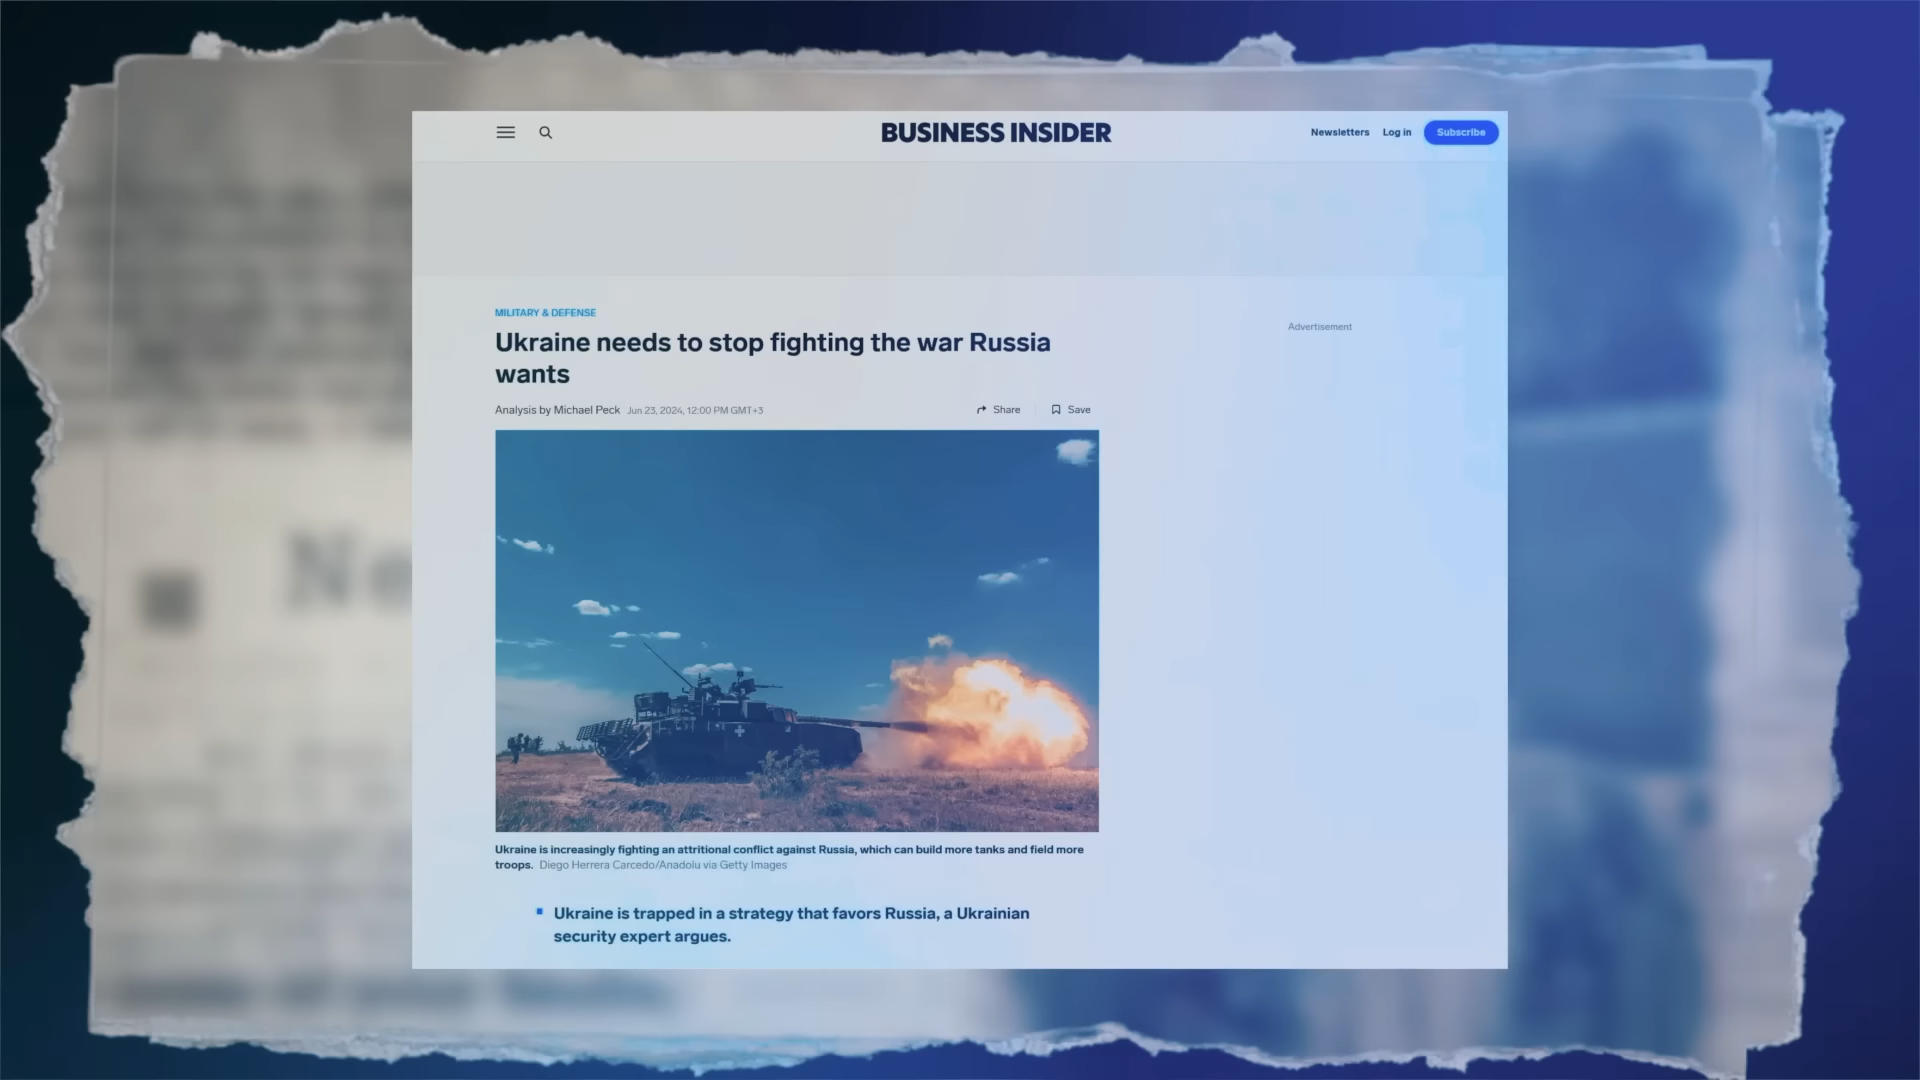 BUSINESS INSIDER
Newsletters Log in Subscribe
MILITARY & DEFENSE
Advertisement
Ukraine needs to stop fighting the war Russia
wants
Analysis by Michael Peck Jun 23, 2024, 12:00 PM GMT+3
Share Save
Ukraine is increasingly fighting an attritional conflict against Russia, which can build more tanks and field more
troops. Diego Herrera Carcedo/Anadolu via Getty Images
Ukraine is trapped in a strategy that favors Russia, a Ukrainian
security expert argues.